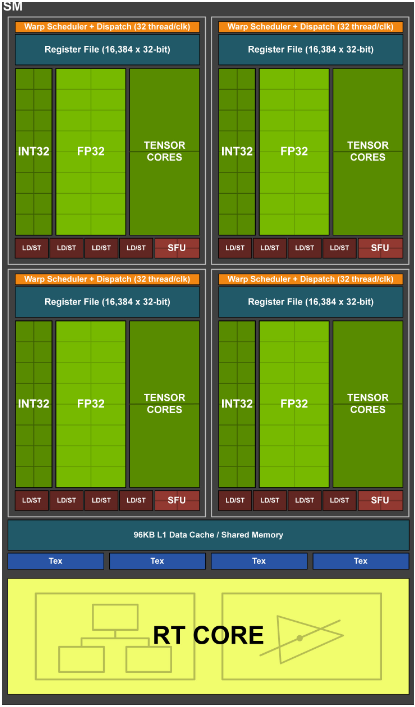 SM
Warp Scheduler + Dispatch (32 thread/clk)
Register File (16,384 x 32-bit)
INT32
FP32
TENSOR
CORES
LD/ST
LD/ST
LD/ST
LD/ST
SFU
Warp Scheduler + Dispatch (32 thread/clk)
Register File (16,384 x 32-bit)
INT32
FP32
TENSOR
CORES
LD/ST
LD/ST
LD/ST
LD/ST
SFU
Warp Scheduler + Dispatch (32 thread/clk)
Register File (16,384 x 32-bit)
INT32
FP32
TENSOR
CORES
LD/ST
LD/ST
LD/ST
LD/ST
SFU
Warp Scheduler + Dispatch (32 thread/clk)
Register File (16,384 x 32-bit)
INT32
FP32
TENSOR
CORES
LD/ST
LD/ST
LD/ST
LD/ST
SFU
96KB L1 Data Cache / Shared Memory
Tex
Tex
Tex
Tex
RT CORE